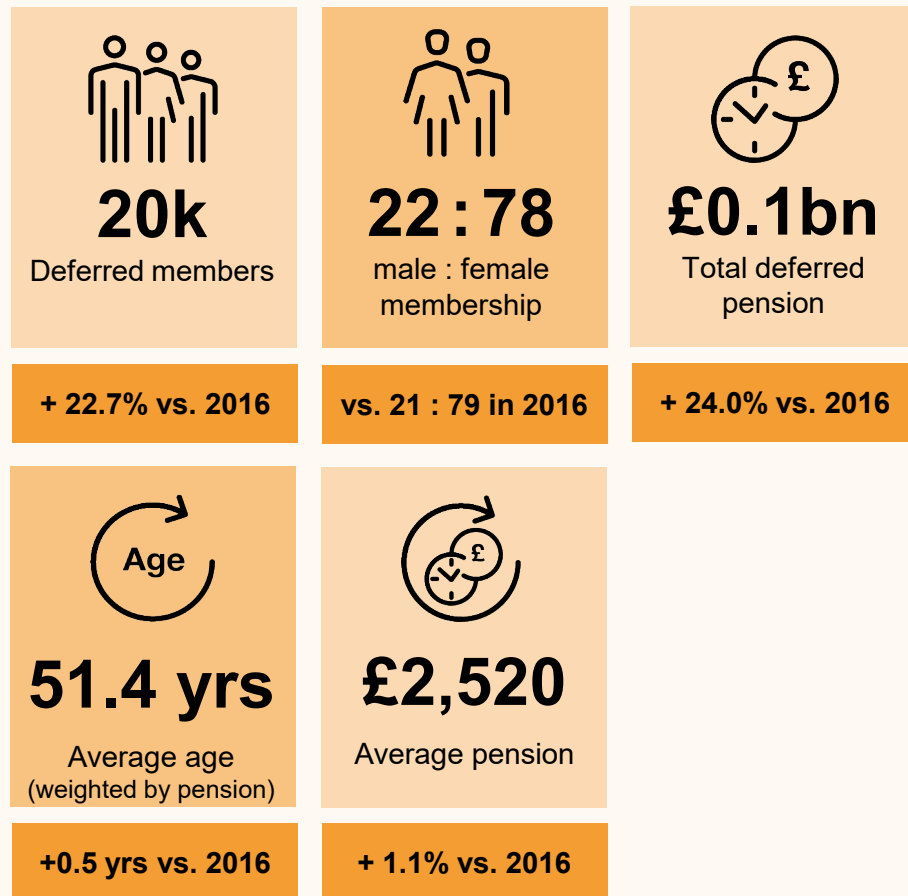 20k
Deferred members
+ 22.7% vs. 2016
22 : 78
male : female
membership
vs. 21 : 79 in 2016
£
£0.1bn
Total deferred
pension
+ 24.0% vs. 2016
Age
51.4 yrs
Average age
(weighted by pension)
+0.5 yrs vs. 2016
£
£2,520
Average pension
+ 1.1% vs. 2016